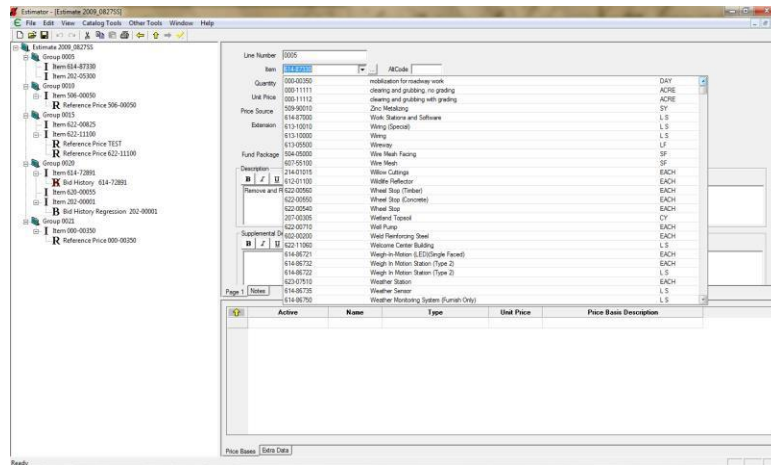 Estimator - [Estimate 2009_0827SS]
File Edit View Catalog Tools Other Tools Window Help
Estimate 2009_0827SS
Group 0005
I Item 614-87330
I Item 202-05300
Group 0010
I Item 506-00050
R Reference Price 506-00050
Group 0015
I Item 622-00825
I Item 622-11100
R Reference Price TEST
R Reference Price 622-11100
Group 0020
I Item 614-72891
Bid History 614-72891
I Item 620-00055
I Item 202-00001
B Bid History Regression 202-00001
Group 0021
I Item 000-00350
R Reference Price 000-00350
Line Number 0005
Item 614-87330 ... AltCode
Quantity
Unit Price
Price Source
Extension
Fund Package
Description
B I U
Remove and R
Supplemental De
B I U
000-00350 mobilization for roadway work DAY
000-11111 clearing and grubbing, no grading ACRE
000-11112 clearing and grubbing with grading ACRE
509-90010 Zinc Metalizing SY
614-87000 Work Stations and Software L S
613-10010 Wiring (Special) L S
613-10000 Wiring L S
613-05500 Wireway LF
504-05000 Wire Mesh Facing SF
607-55100 Wire Mesh SF
214-01015 Willow Cuttings EACH
612-01100 Wildlife Reflector EACH
622-00560 Wheel Stop (Timber) EACH
622-00550 Wheel Stop (Concrete) EACH
622-00540 Wheel Stop EACH
207-00305 Wetland Topsoil CY
622-00710 Well Pump EACH
602-00200 Weld Reinforcing Steel EACH
622-11060 Welcome Center Building L S
614-86721 Weigh-in-Motion (LED)(Single Faced) EACH
614-86732 Weigh In Motion Station (Type 2) EACH
614-86722 Weigh In Motion Station (Type 2) L S
623-07510 Weather Station EACH
614-86735 Weather Sensor L S
614-86750 Weather Monitoring System (Furnish Only) L S
Page 1 Notes
Active Name Type Unit Price Price Basis Description
Price Bases Extra Data
Ready